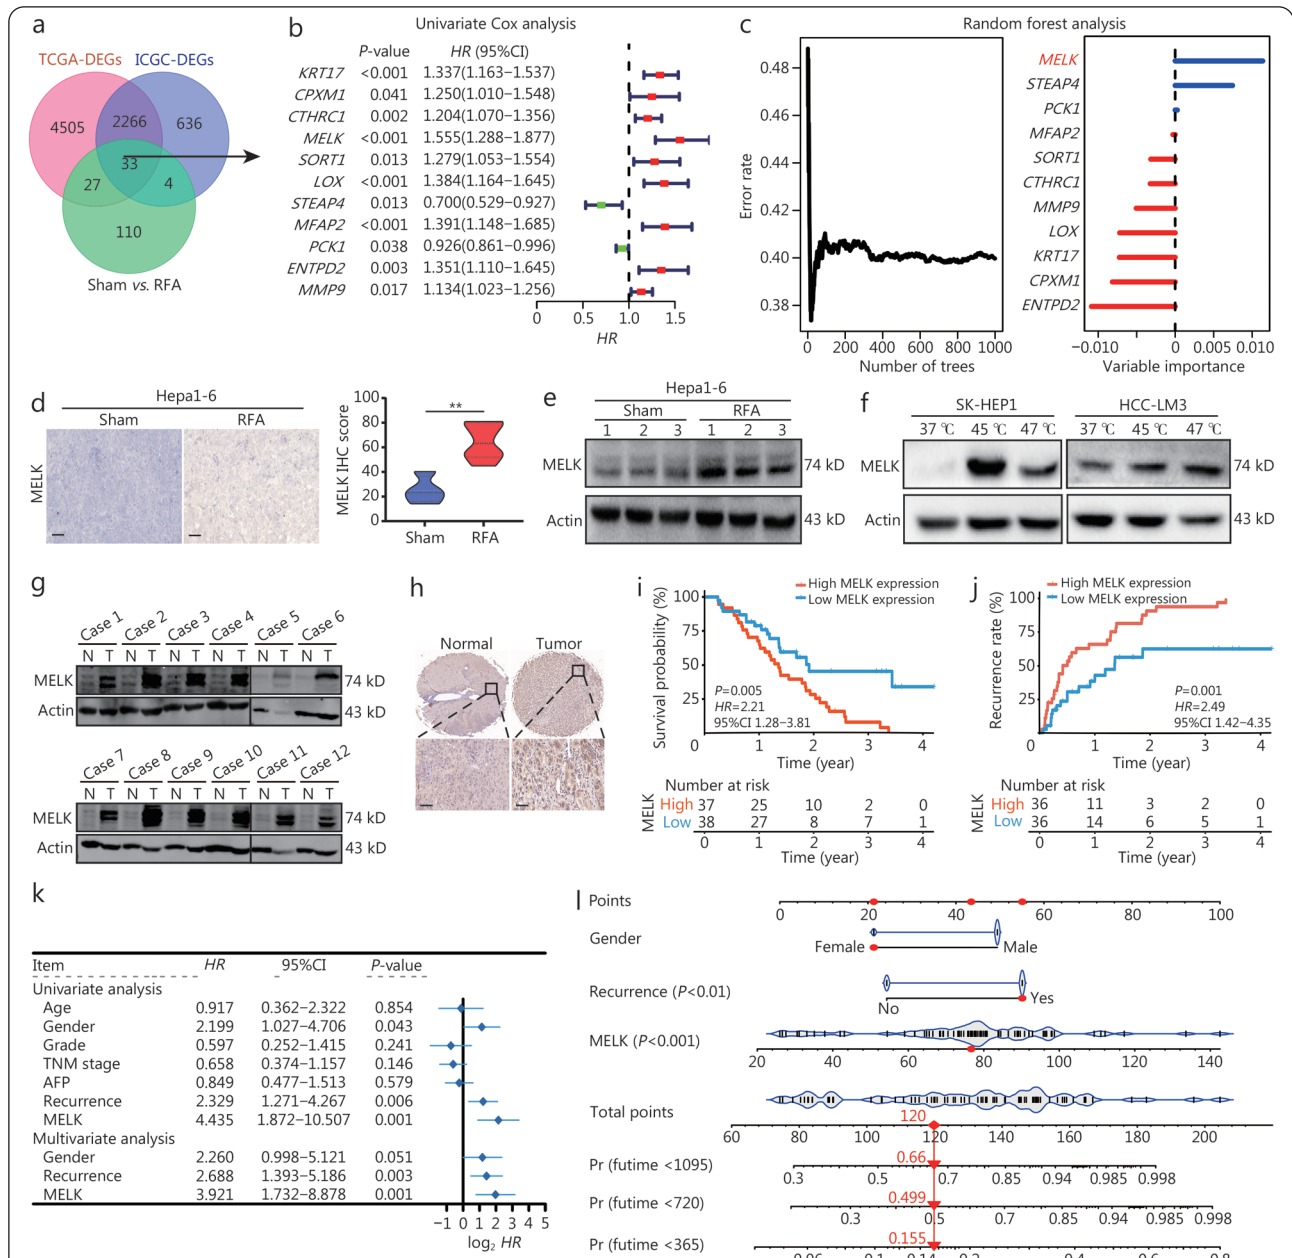 a
TCGA-DEGs ICGC-DEGs
4505 2266 636
33
27 4
110
Sham vs. RFA
b Univariate Cox analysis
P-value HR (95%CI)
KRT17 <0.001 1.337(1.163−1.537)
CPXM1 0.041 1.250(1.010−1.548)
CTHRC1 0.002 1.204(1.070−1.356)
MELK <0.001 1.555(1.288−1.877)
SORT1 0.013 1.279(1.053−1.554)
LOX <0.001 1.384(1.164−1.645)
STEAP4 0.013 0.700(0.529−0.927)
MFAP2 <0.001 1.391(1.148−1.685)
PCK1 0.038 0.926(0.861−0.996)
ENTPD2 0.003 1.351(1.110−1.645)
MMP9 0.017 1.134(1.023−1.256)
0 0.5 1.0 1.5
HR
c Random forest analysis
Error rate
0.48
0.44
0.42
0.40
0.38
0 200 400 600 800 1000
Number of trees
MELK
STEAP4
PCK1
MFAP2
SORT1
CTHRC1
MMP9
LOX
KRT17
CPXM1
ENTPD2
−0.010 0 0.005 0.010
Variable importance
d
Hepa1-6
Sham RFA
MELK
MELK IHC score
100
80
60
40
20
0
**
Sham RFA
e
Hepa1-6
Sham RFA
1 2 3 1 2 3
MELK 74 kD
Actin 43 kD
f
SK-HEP1 HCC-LM3
37 ℃ 45 ℃ 47 ℃ 37 ℃ 45 ℃ 47 ℃
MELK 74 kD
Actin 43 kD
g
Case 1 Case 2 Case 3 Case 4 Case 5 Case 6
N T N T N T N T N T N T
MELK 74 kD
Actin 43 kD
Case 7 Case 8 Case 9 Case 10 Case 11 Case 12
N T N T N T N T N T N T
MELK 74 kD
Actin 43 kD
h
Normal Tumor
i
High MELK expression
Low MELK expression
Survival probability (%)
100
75
50
25
0 1 2 3 4
P=0.005
HR=2.21
95%CI 1.28−3.81
Time (year)
Number at risk
MELK
High 37 25 10 2 0
Low 38 27 8 7 1
0 1 2 3 4
Time (year)
j
High MELK expression
Low MELK expression
Recurrence rate (%)
100
75
50
25
0 1 2 3 4
P=0.001
HR=2.49
95%CI 1.42−4.35
Time (year)
Number at risk
MELK
High 36 11 3 2 0
Low 36 14 6 5 1
0 1 2 3 4
Time (year)
k
Item HR 95%CI P-value
Univariate analysis
Age 0.917 0.362−2.322 0.854
Gender 2.199 1.027−4.706 0.043
Grade 0.597 0.252−1.415 0.241
TNM stage 0.658 0.374−1.157 0.146
AFP 0.849 0.477−1.513 0.579
Recurrence 2.329 1.271−4.267 0.006
MELK 4.435 1.872−10.507 0.001
Multivariate analysis
Gender 2.260 0.998−5.121 0.051
Recurrence 2.688 1.393−5.186 0.003
MELK 3.921 1.732−8.878 0.001
−1 0 1 2 3 4 5
log2 HR
l
Points
0 20 40 60 80 100
Gender
Female Male
Recurrence (P<0.01)
No Yes
MELK (P<0.001)
20 40 60 80 100 120 140
Total points
120
60 80 100 120 140 160 180 200
Pr (futime <1095)
0.66
0.3 0.5 0.7 0.85 0.94 0.985 0.998
Pr (futime <720)
0.499
0.3 0.5 0.7 0.85 0.94 0.985 0.998
Pr (futime <365)
0.155
0.06 0.1 0.14 0.2 0.4 0.6 0.8